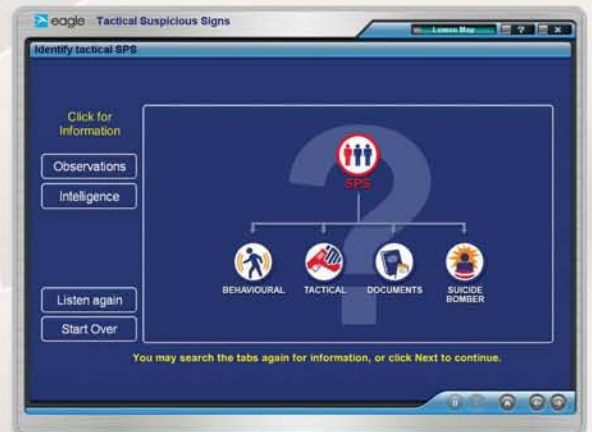 eagle Tactical Suspicious Signs
Lesson Map ? X
Identify tactical SPS
Click for
Information
Observations
Intelligence
SPS
?
BEHAVIOURAL TACTICAL DOCUMENTS SUICIDE
BOMBER
Listen again
Start Over
You may search the tabs again for information, or click Next to continue.